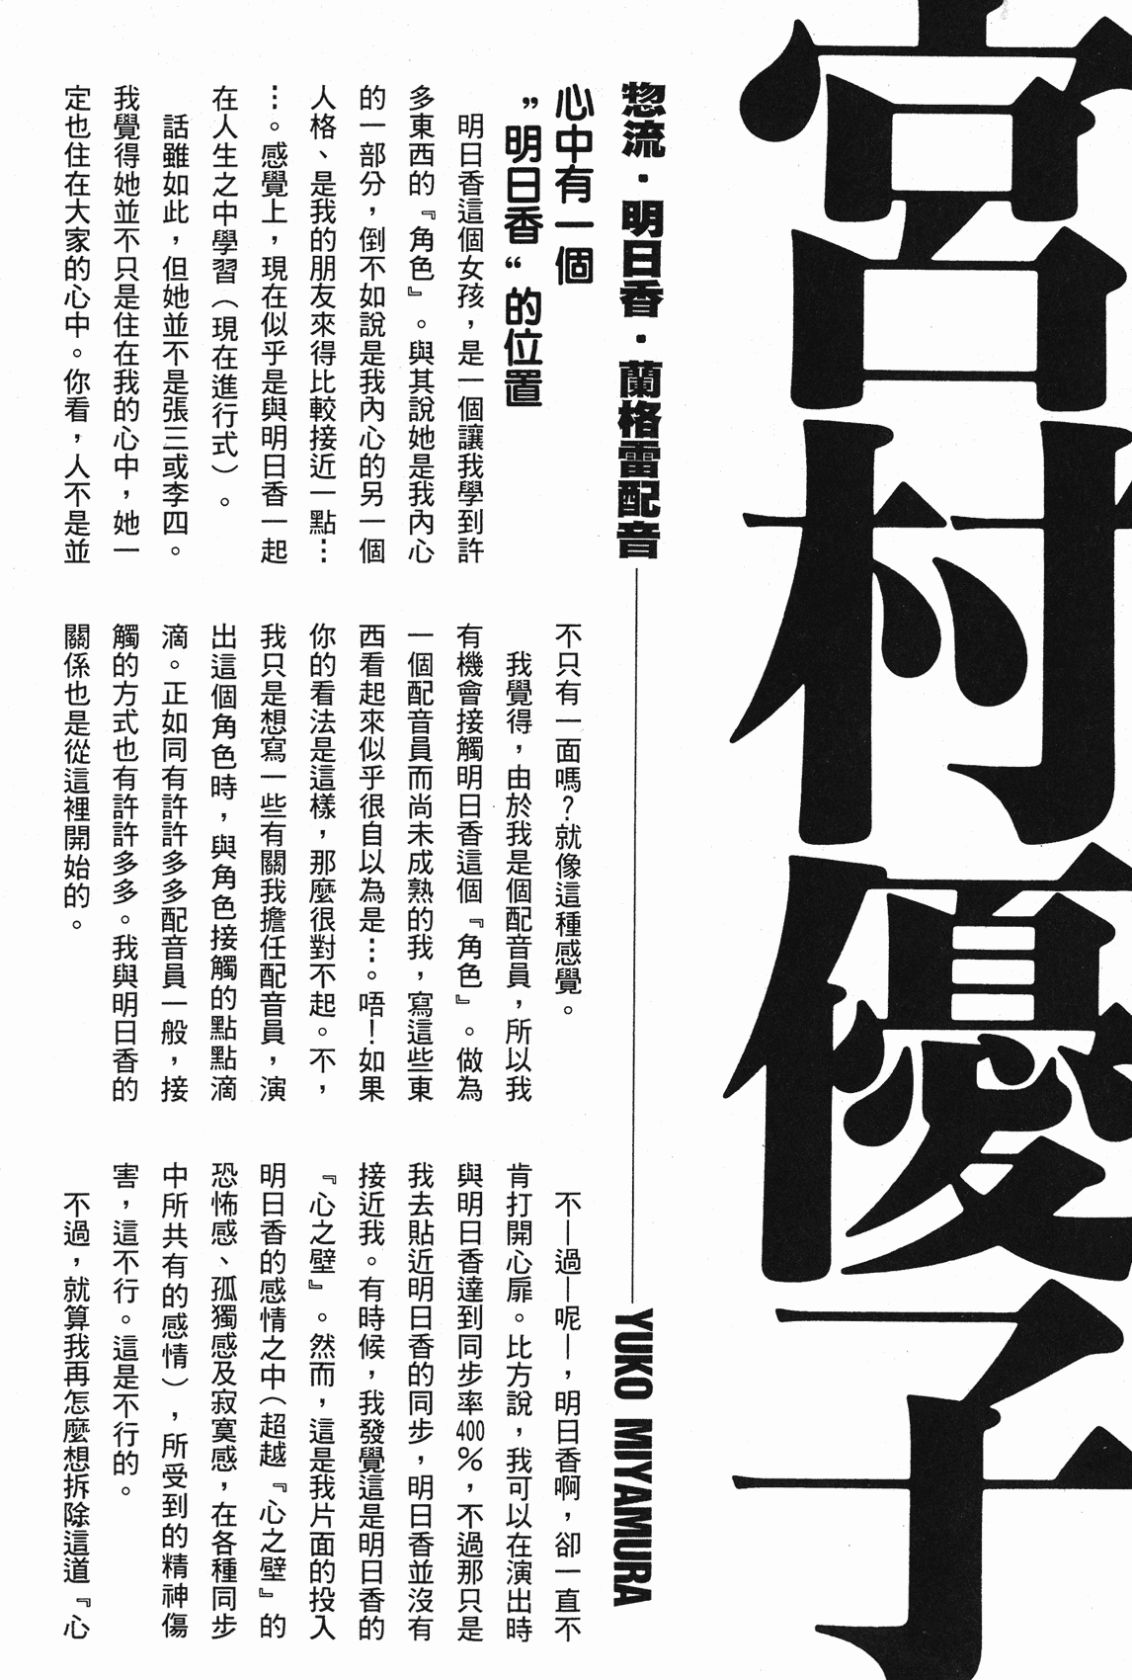 宮村優子
惣流・明日香・蘭格雷配音
YUKO MIYAMURA
心中有一個
”明日香“的位置
明日香這個女孩，是一個讓我學到許
多東西的『角色』。與其說她是我內心
的一部分，倒不如說是我內心的另一個
人格、是我的朋友來得比較接近一點…
…。感覺上，現在似乎是與明日香一起
在人生之中學習（現在進行式）。
話雖如此，但她並不是張三或李四。
我覺得她並不只是住在我的心中，她一
定也住在大家的心中。你看，人不是並
不只有一面嗎？就像這種感覺。
我覺得，由於我是個配音員，所以我
有機會接觸明日香這個『角色』。做為
一個配音員而尚未成熟的我，寫這些東
西看起來似乎很自以為是…。唔！如果
你的看法是這樣，那麼很對不起。不，
我只是想寫一些有關我擔任配音員，演
出這個角色時，與角色接觸的點點滴
滴。正如同有許許多多配音員一般，接
觸的方式也有許許多多。我與明日香的
關係也是從這裡開始的。
不—過—呢—，明日香啊，卻一直不
肯打開心扉。比方說，我可以在演出時
與明日香達到同步率400％，不過那只是
我去貼近明日香的同步，明日香並沒有
接近我。有時候，我發覺這是明日香的
『心之壁』。然而，這是我片面的投入
明日香的感情之中（超越『心之壁』的
恐怖感、孤獨感及寂寞感，在各種同步
中所共有的感情），所受到的精神傷
害，這不行。這是不行的。
不過，就算我再怎麼想拆除這道『心